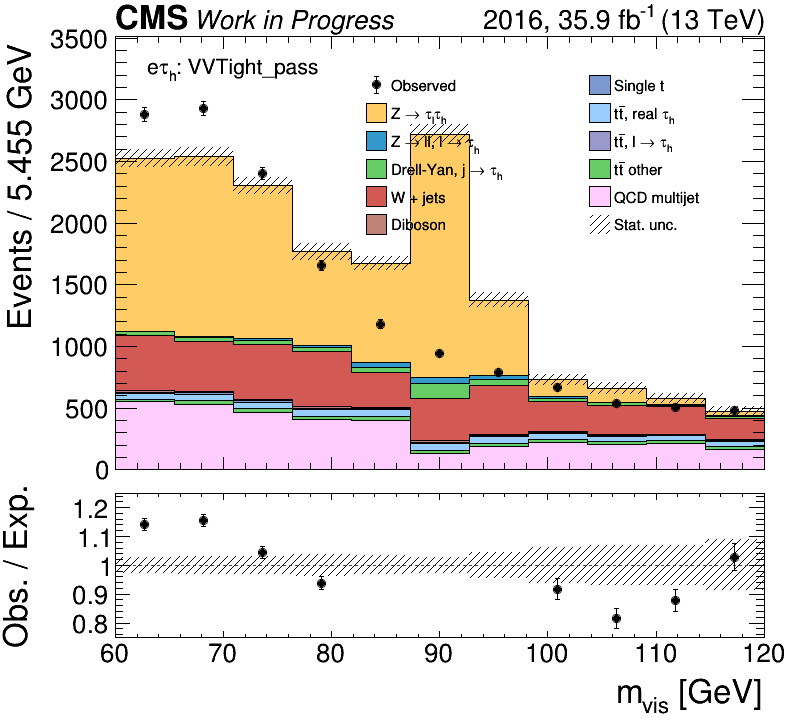 CMS Work in Progress 2016, 35.9 fb⁻¹ (13 TeV)
eτₕ: VVTight_pass
Observed
Z → τₗτₕ
Z → ll, l → τₕ
Drell-Yan, j → τₕ
W + jets
Diboson
Single t
tt̄, real τₕ
tt̄, l → τₕ
tt̄ other
QCD multijet
Stat. unc.
Events / 5.455 GeV
3500
3000
2500
2000
1500
1000
500
0
Obs. / Exp.
1.2
1.1
1
0.9
0.8
60 70 80 90 100 110 120
m_vis [GeV]